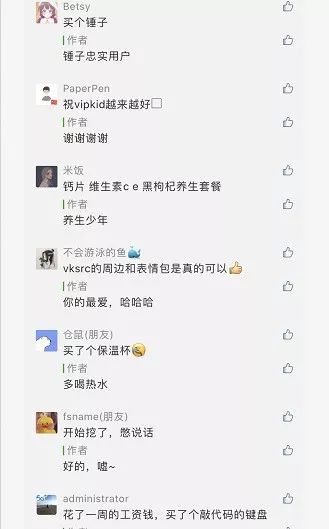 Betsy
买个锤子
作者
锤子忠实用户
PaperPen
祝vipkid越来越好
作者
谢谢谢谢
米饭
钙片 维生素c e 黑枸杞养生套餐
作者
养生少年
不会游泳的鱼🐳
vksrc的周边和表情包是真的可以👍
作者
你的最爱，哈哈哈
仓鼠(朋友)
买了个保温杯😂
作者
多喝热水
fsname(朋友)
开始挖了，憋说话
作者
好的，嘘~
administrator
花了一周的工资钱，买了个敲代码的键盘